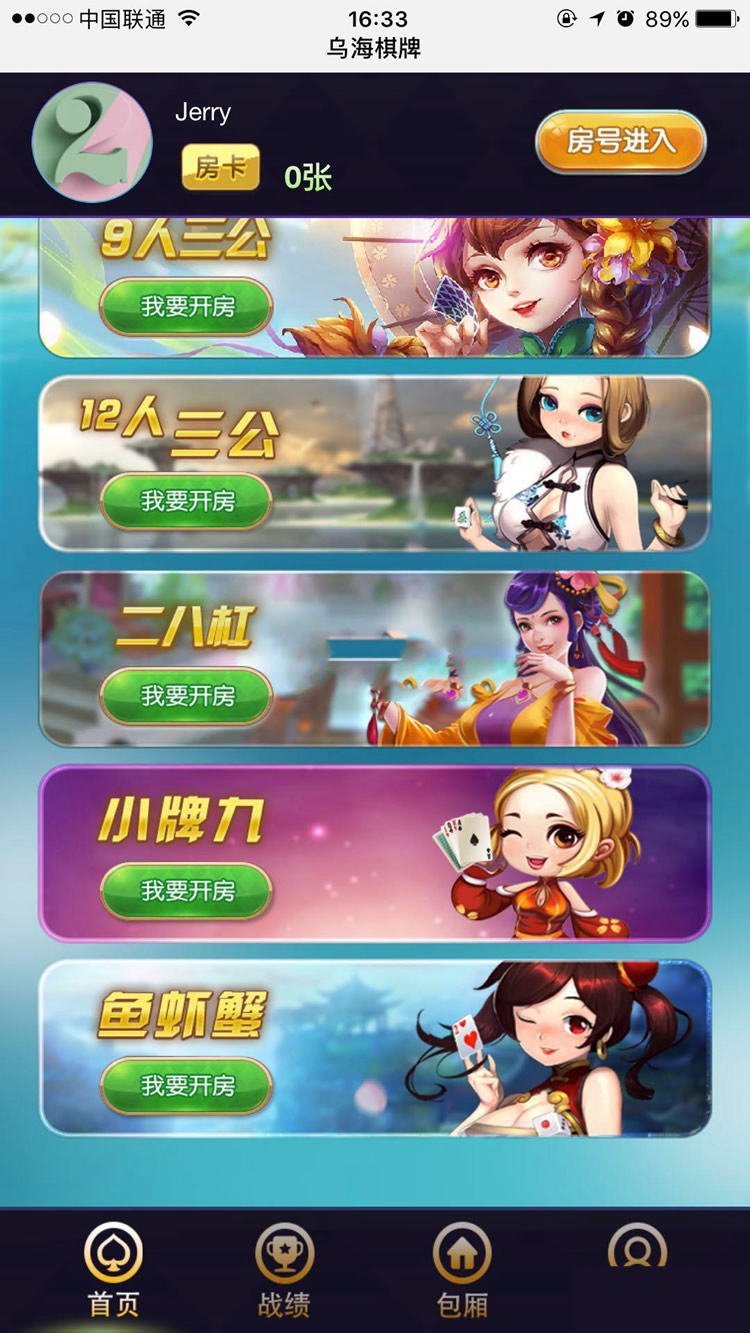 中国联通
16:33
89%
乌海棋牌
Jerry
房卡
0张
房号进入
9人三公
我要开房
12人三公
我要开房
二八杠
我要开房
小牌九
我要开房
鱼虾蟹
我要开房
首页
战绩
包厢